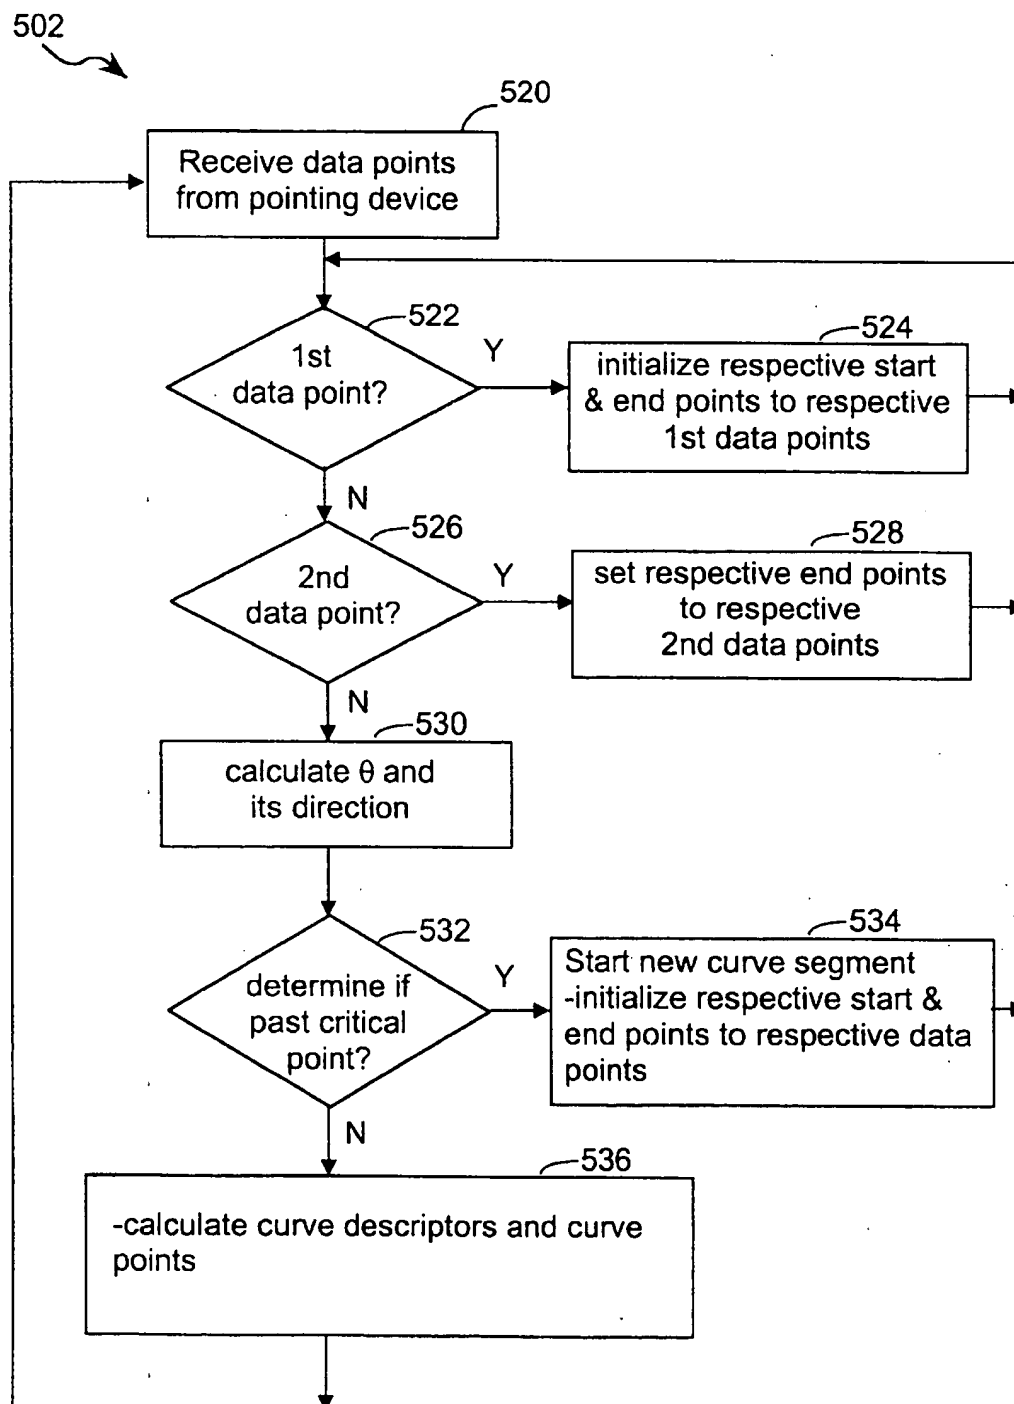 502
520
Receive data points
from pointing device
522
1st
data point?
Y
524
initialize respective start
& end points to respective
1st data points
N
526
2nd
data point?
Y
528
set respective end points
to respective
2nd data points
N
530
calculate θ and
its direction
532
determine if
past critical
point?
Y
534
Start new curve segment
-initialize respective start &
end points to respective data
points
N
536
-calculate curve descriptors and curve
points